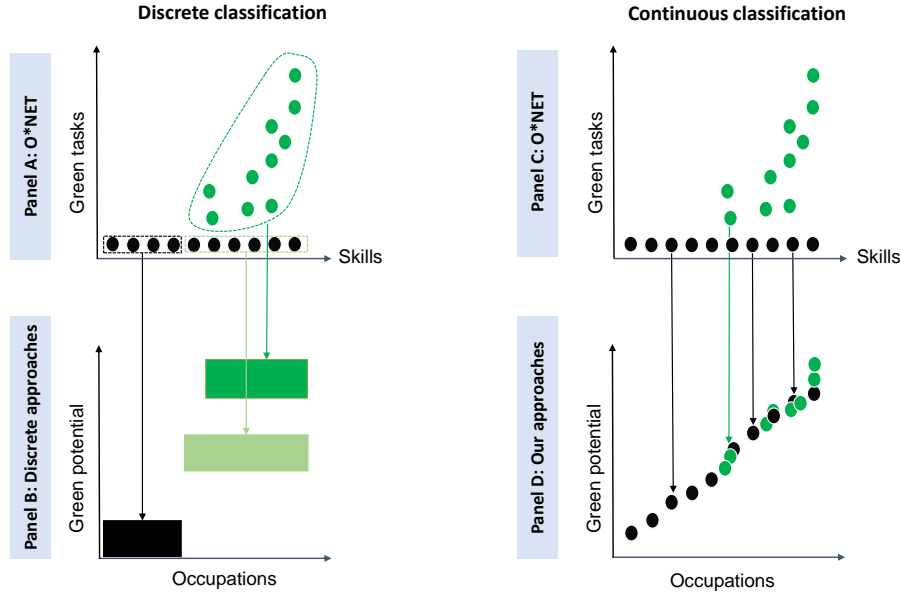 Discrete classification
Continuous classification
Panel A: O*NET
Green tasks
Skills
Panel C: O*NET
Green tasks
Skills
Panel B: Discrete approaches
Green potential
Occupations
Panel D: Our approaches
Green potential
Occupations